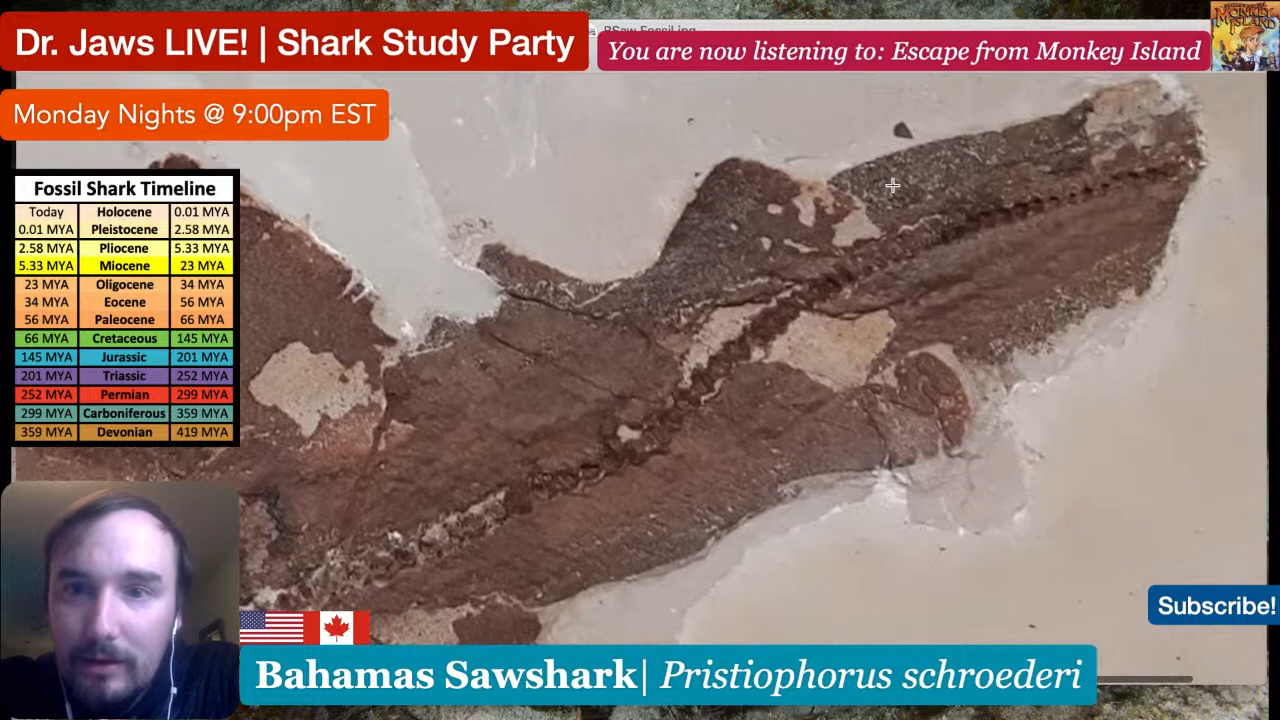 Dr. Jaws LIVE! | Shark Study Party
BSaw Fossil.jpg
You are now listening to: Escape from Monkey Island
MONKEY
ISLAND
Monday Nights @ 9:00pm EST
Fossil Shark Timeline
Today Holocene 0.01 MYA
0.01 MYA Pleistocene 2.58 MYA
2.58 MYA Pliocene 5.33 MYA
5.33 MYA Miocene 23 MYA
23 MYA Oligocene 34 MYA
34 MYA Eocene 56 MYA
56 MYA Paleocene 66 MYA
66 MYA Cretaceous 145 MYA
145 MYA Jurassic 201 MYA
201 MYA Triassic 252 MYA
252 MYA Permian 299 MYA
299 MYA Carboniferous 359 MYA
359 MYA Devonian 419 MYA
Subscribe!
Bahamas Sawshark| Pristiophorus schroederi